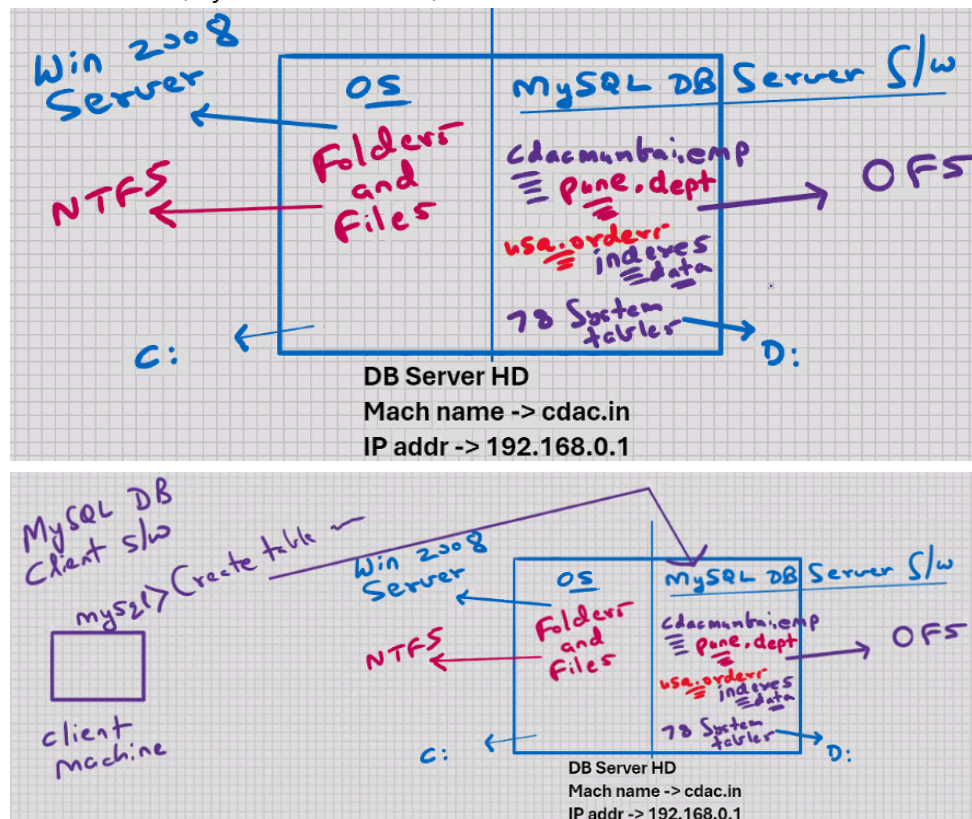 Win 2008
Server
OS
MySQL DB Server S/w
Folders
and
Files
NTFS
cdacmumbai.emp
pune.dept
OFS
usa.orders
indexes
data
78 System
tables
C:
D:
DB Server HD
Mach name -> cdac.in
IP addr -> 192.168.0.1
MySQL DB
Client S/w
mysql> Create table
Win 2008
Server
OS
MySQL DB Server S/w
Folders
and
Files
NTFS
cdacmumbai.emp
pune.dept
OFS
usa.orders
indexes
data
78 System
tables
client
machine
C:
D:
DB Server HD
Mach name -> cdac.in
IP addr -> 192.168.0.1